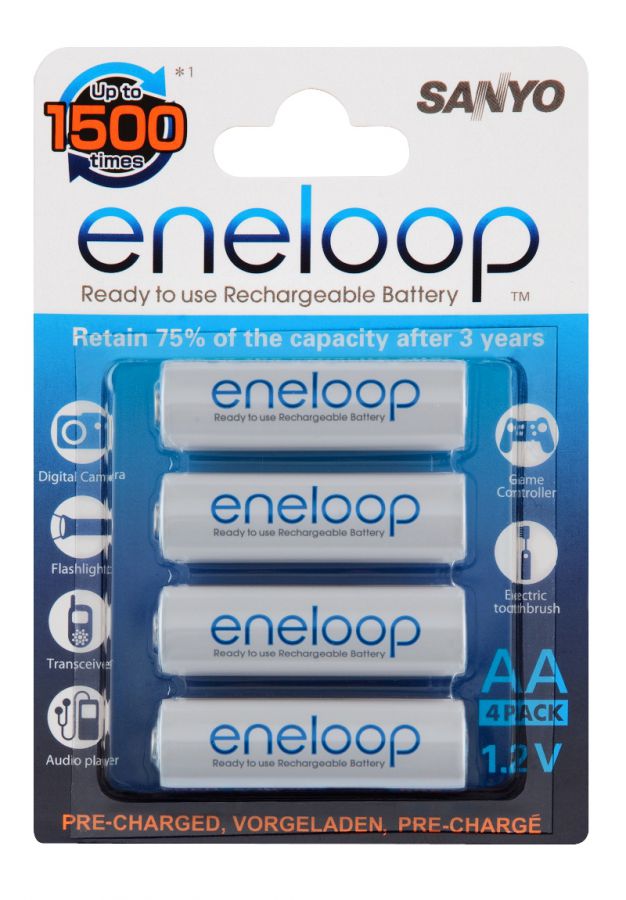 Up to
1500
times
*1
SANYO
eneloop
Ready to use Rechargeable Battery
TM
Retain 75% of the capacity after 3 years
eneloop
Ready to use Rechargeable Battery
eneloop
Ready to use Rechargeable Battery
eneloop
Ready to use Rechargeable Battery
eneloop
Ready to use Rechargeable Battery
Digital Camera
Flashlight
Transceiver
Audio player
Game
Controller
Electric
toothbrush
AA
4 PACK
1.2 V
PRE-CHARGED, VORGELADEN, PRE-CHARGÉ